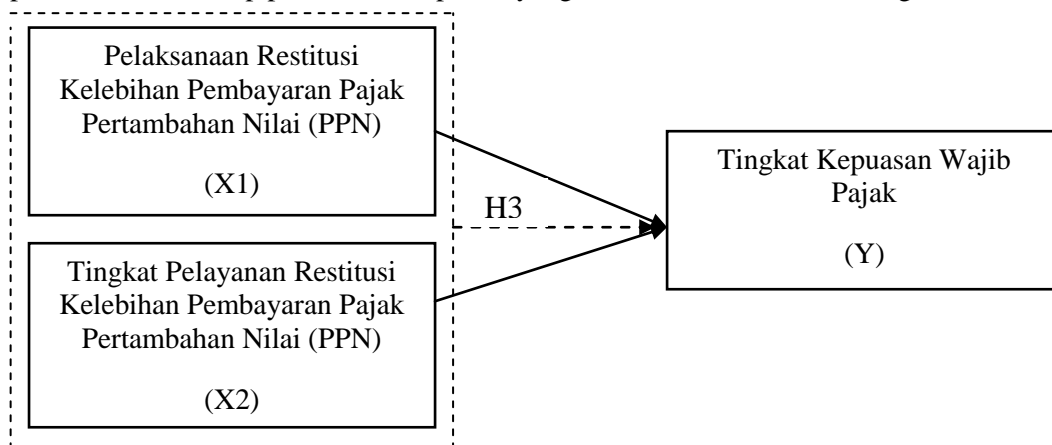 Pelaksanaan Restitusi
Kelebihan Pembayaran Pajak
Pertambahan Nilai (PPN)
(X1)
H3
Tingkat Kepuasan Wajib
Pajak
(Y)
Tingkat Pelayanan Restitusi
Kelebihan Pembayaran Pajak
Pertambahan Nilai (PPN)
(X2)